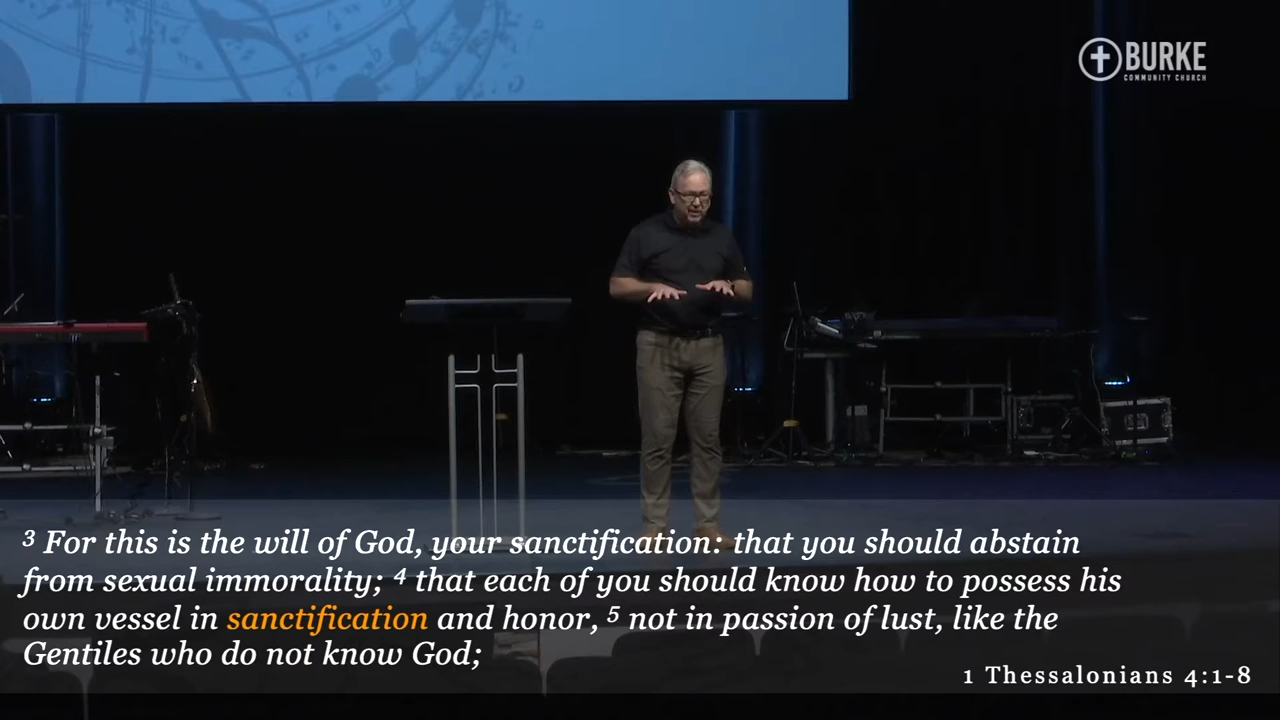 BURKE
COMMUNITY CHURCH
3 For this is the will of God, your sanctification: that you should abstain
from sexual immorality; 4 that each of you should know how to possess his
own vessel in sanctification and honor, 5 not in passion of lust, like the
Gentiles who do not know God;
1 Thessalonians 4:1-8